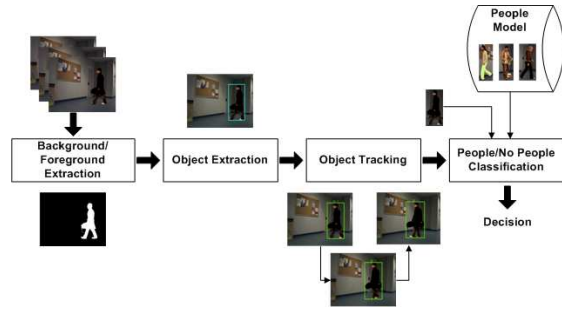 People
Model
Background/
Foreground
Extraction
Object Extraction
Object Tracking
People/No People
Classification
Decision